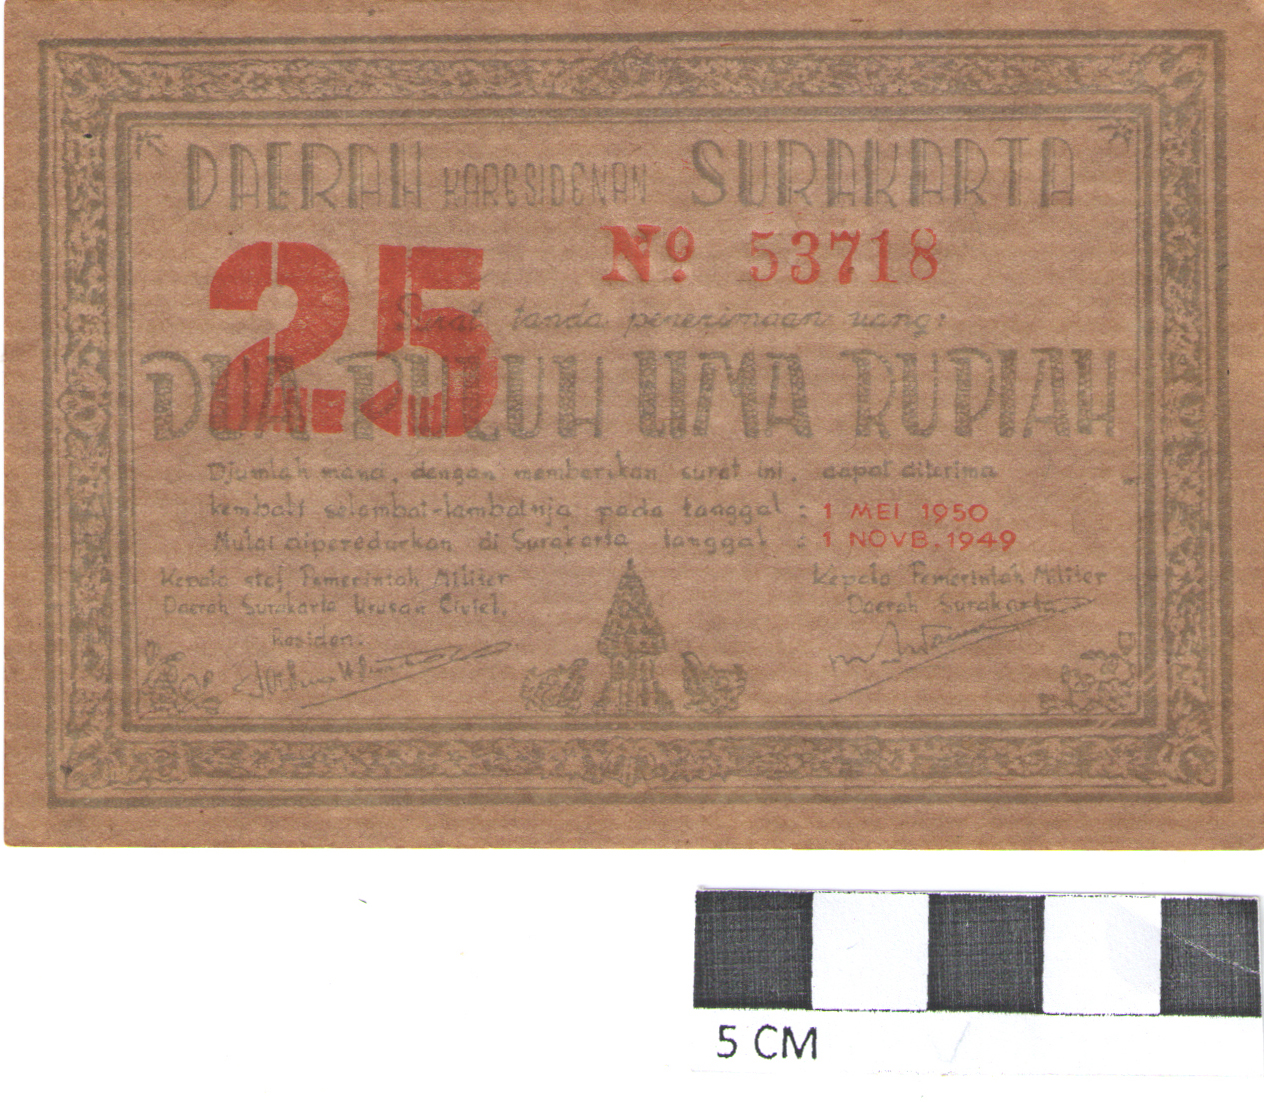 DAERAH KARESIDENAN SURAKARTA
25
Nº 53718
Surat tanda penerimaan uang:
DUA PULUH LIMA RUPIAH
Djumlah mana, dengan memberikan surat ini, dapat diterima
kembali selambat-lambatnja pada tanggal : 1 MEI 1950
Mulai diperedarkan di Surakarta tanggal : 1 NOVB. 1949
Kepala staf Pemerintah Militer
Daerah Surakarta Urusan Civiel.
Residen.
Kepala Pemerintah Militer
Daerah Surakarta
5 CM